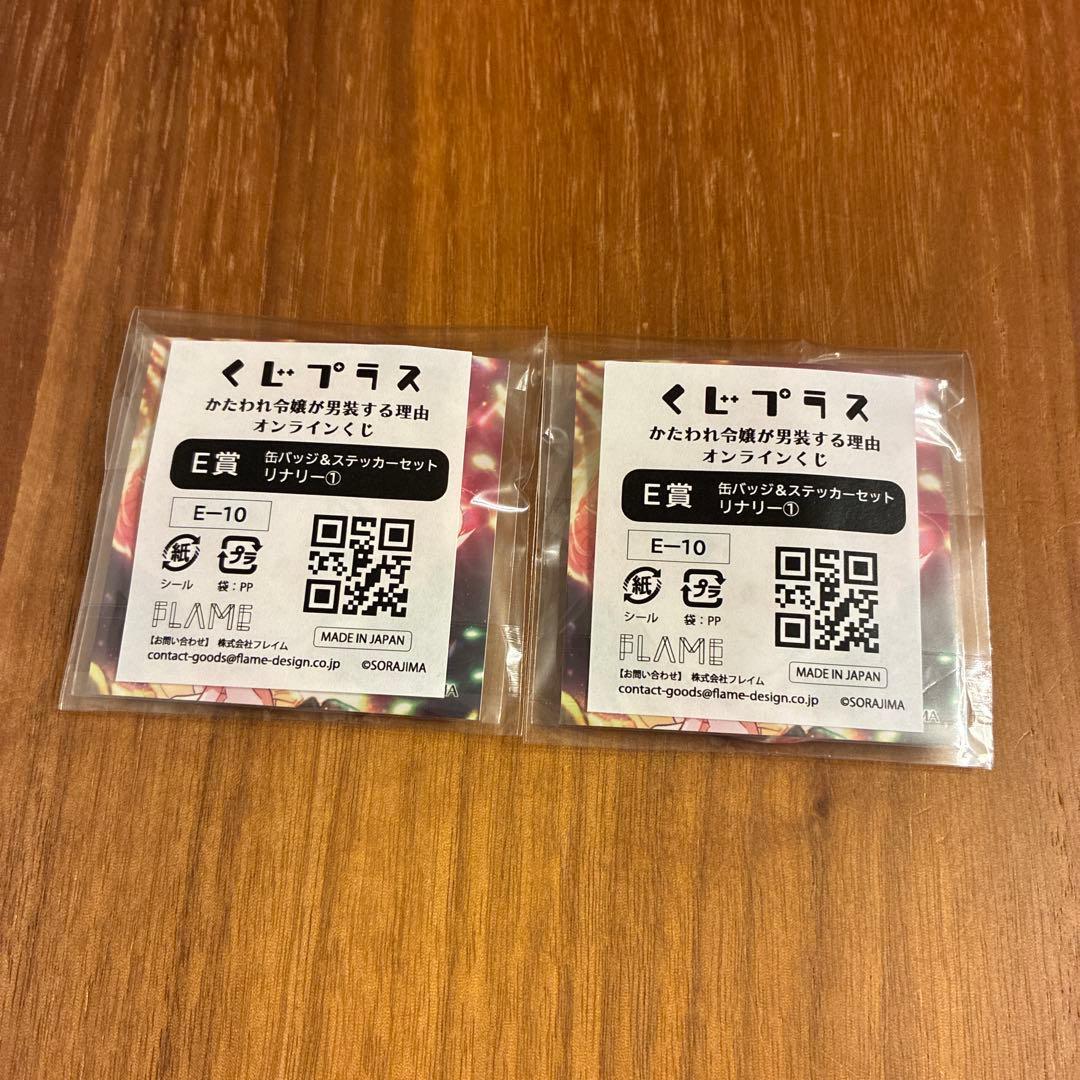 くじプラス
かたわれ令嬢が男装する理由
オンラインくじ
E賞
缶バッジ&ステッカーセット
リナリー①
E－10
紙
プラ
シール
袋：PP
FLAME
MADE IN JAPAN
【お問い合わせ】 株式会社フレイム
contact-goods@flame-design.co.jp
©SORAJIMA
MA
くじプラス
かたわれ令嬢が男装する理由
オンラインくじ
E賞
缶バッジ&ステッカーセット
リナリー①
E－10
紙
プラ
シール
袋：PP
FLAME
MADE IN JAPAN
【お問い合わせ】 株式会社フレイム
contact-goods@flame-design.co.jp
©SORAJIMA
MA